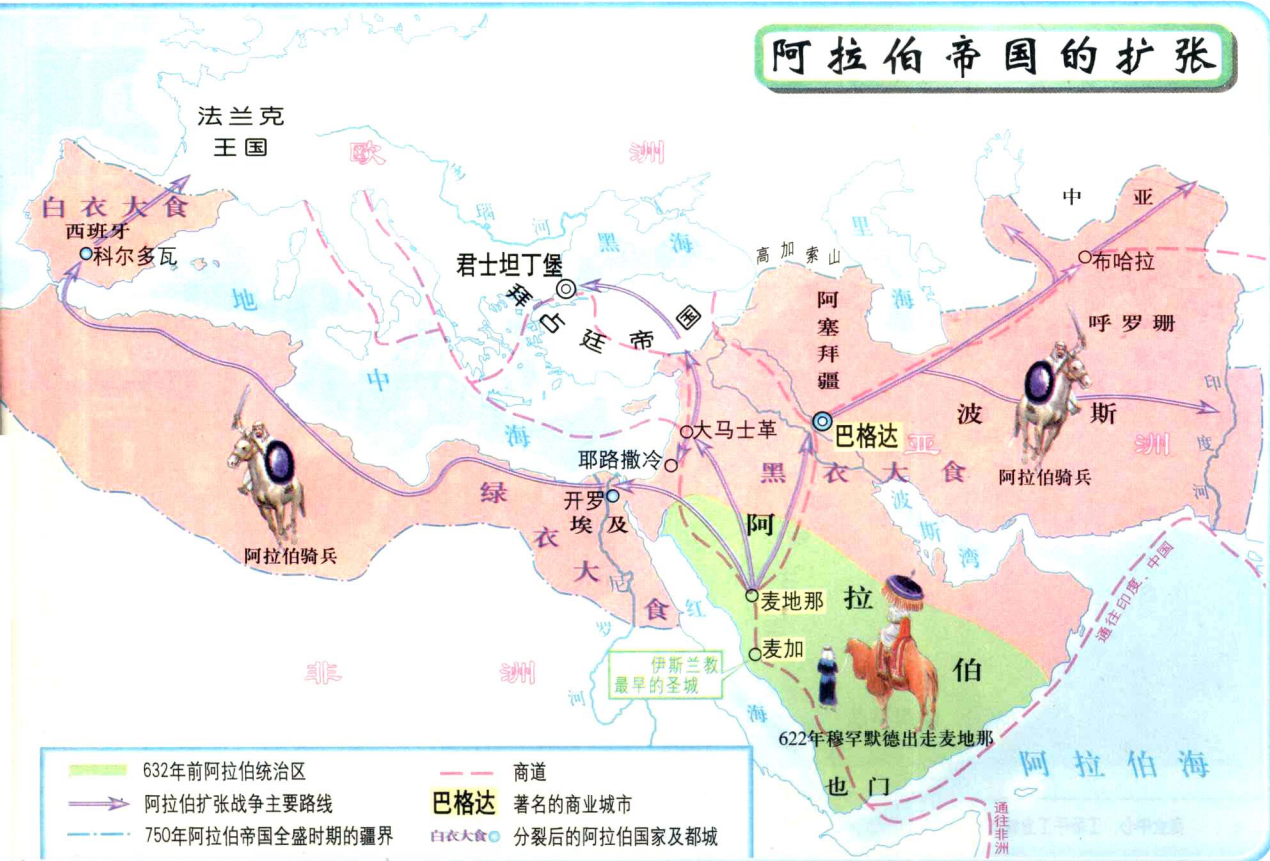 阿拉伯帝国的扩张
法兰克
王国
欧洲
白衣大食
西班牙
科尔多瓦
多瑙河
黑海
里海
高加索山
中亚
布哈拉
君士坦丁堡
拜占廷帝国
地中海
阿塞拜疆
呼罗珊
波斯
印度河
阿拉伯骑兵
大马士革
巴格达
亚洲
黑衣大食
耶路撒冷
开罗
埃及
绿衣大食
阿拉伯骑兵
尼罗河
红海
波斯湾
阿拉伯
麦地那
麦加
伊斯兰教
最早的圣城
非洲
622年穆罕默德出走麦地那
也门
阿拉伯海
通往印度、中国
通往非洲
632年前阿拉伯统治区
阿拉伯扩张战争主要路线
750年阿拉伯帝国全盛时期的疆界
商道
巴格达 著名的商业城市
白衣大食 分裂后的阿拉伯国家及都城